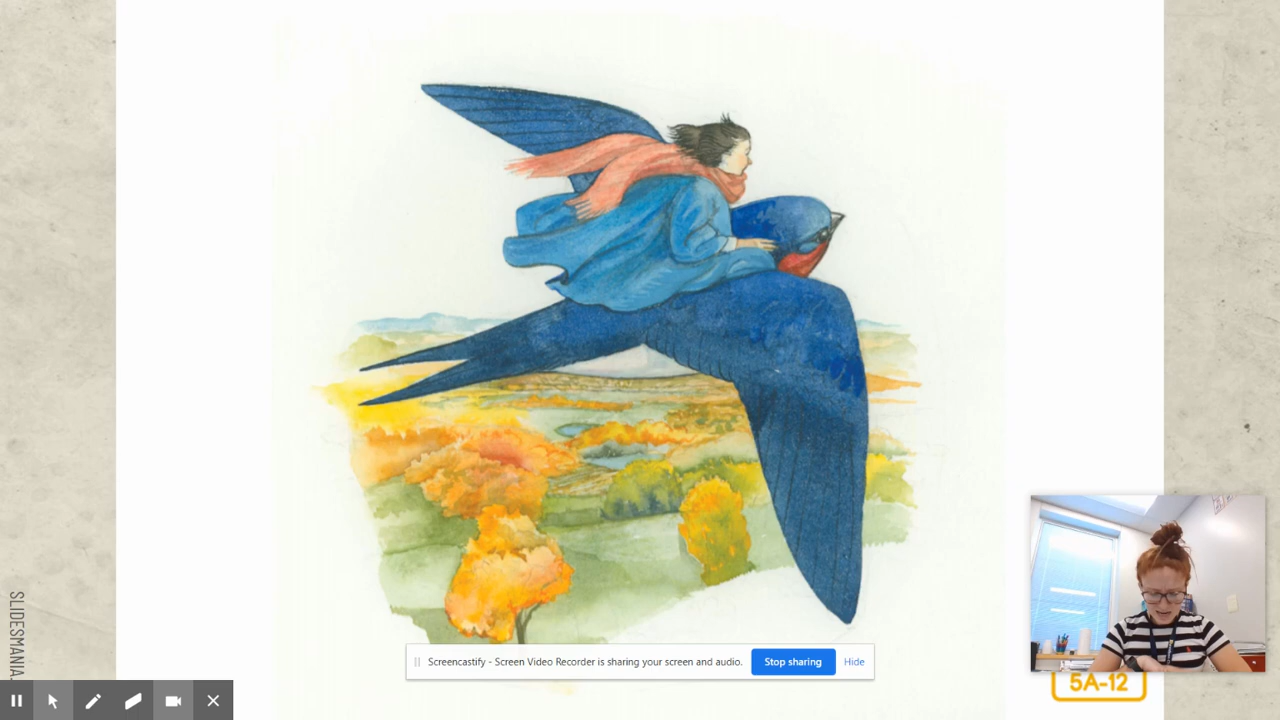 SLIDESMANIA.
Screencastify - Screen Video Recorder is sharing your screen and audio.
Stop sharing
Hide
5A-12